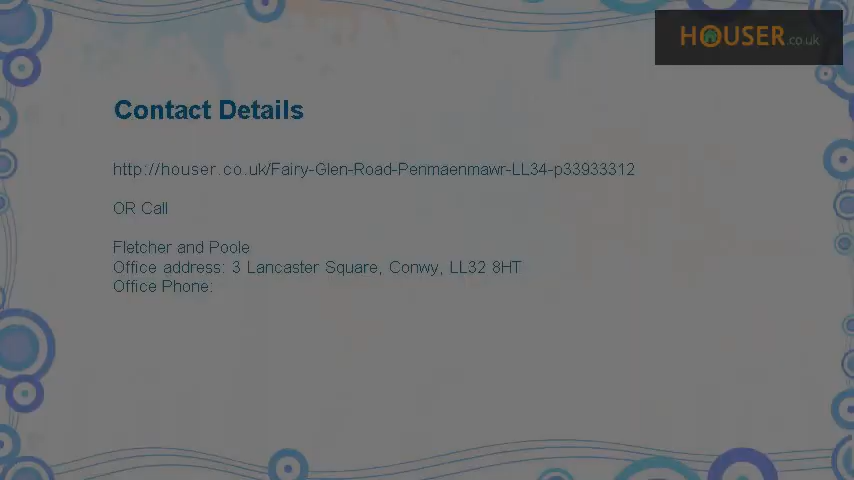 HOUSER.co.uk
Contact Details
http://houser.co.uk/Fairy-Glen-Road-Penmaenmawr-LL34-p33933312
OR Call
Fletcher and Poole
Office address: 3 Lancaster Square, Conwy, LL32 8HT
Office Phone: